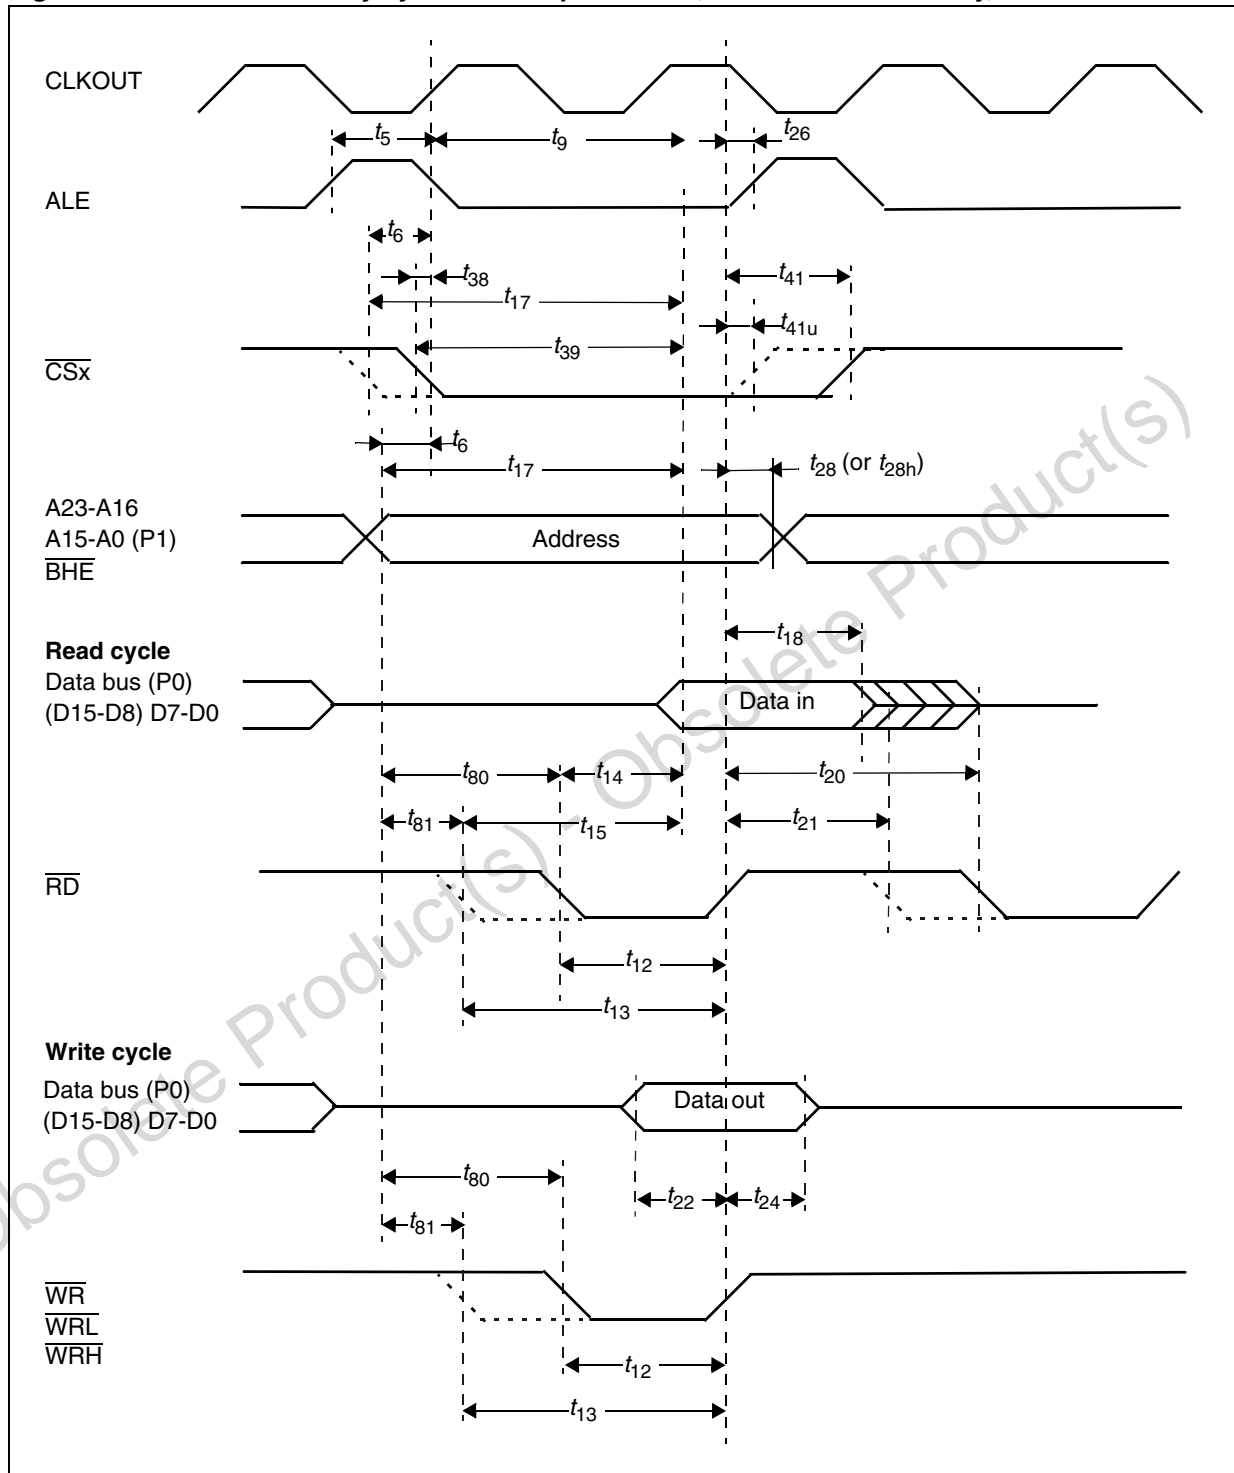 CLKOUT
t5
t9
t26
ALE
t6
t38
t41
t17
t41u
t39
CSx
t6
t17
t28 (or t28h)
A23-A16
A15-A0 (P1)
BHE
Address
t18
Read cycle
Data bus (P0)
(D15-D8) D7-D0
Data in
t80
t14
t20
t81
t15
t21
RD
t12
t13
Write cycle
Data bus (P0)
(D15-D8) D7-D0
Data out
t80
t22
t24
t81
WR
WRL
WRH
t12
t13
Obsolete Product(s) - Obsolete Product(s)